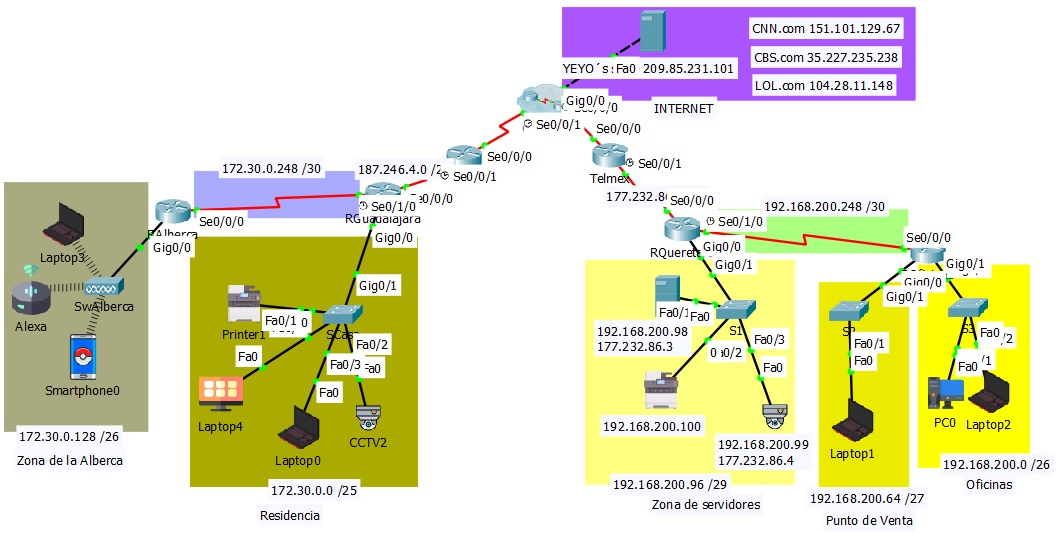 CNN.com 151.101.129.67
CBS.com 35.227.235.238
LOL.com 104.28.11.148
YEYO´s
Fa0
209.85.231.101
INTERNET
Gig0/0
Se0/0/1
Se0/0/0
Se0/0/0
Se0/0/1
Telmex
Se0/0/1
177.232.8
172.30.0.248 /30
187.246.4.0
Se0/0/0
Se0/1/0
Gig0/0
Se0/0/0
Gig0/0
Laptop3
Alexa
SwAlberca
Smartphone0
172.30.0.128 /26
Zona de la Alberca
Gig0/1
Printer1
Fa0/1
Fa0
Fa0/2
Fa0/3
Fa0
Laptop4
Laptop0
CCTV2
172.30.0.0 /25
Residencia
192.168.200.248 /30
Se0/1/0
Gig0/0
Gig0/1
Se0/0/0
Gig0/1
Gig0/0
Gig0/1
Fa0
S1
192.168.200.98
177.232.86.3
Fa0/3
Fa0
192.168.200.100
192.168.200.99
177.232.86.4
192.168.200.96 /29
Zona de servidores
Fa0/1
Fa0
Laptop1
192.168.200.64 /27
Punto de Venta
Fa0
Fa0
PC0
Laptop2
192.168.200.0 /26
Oficinas